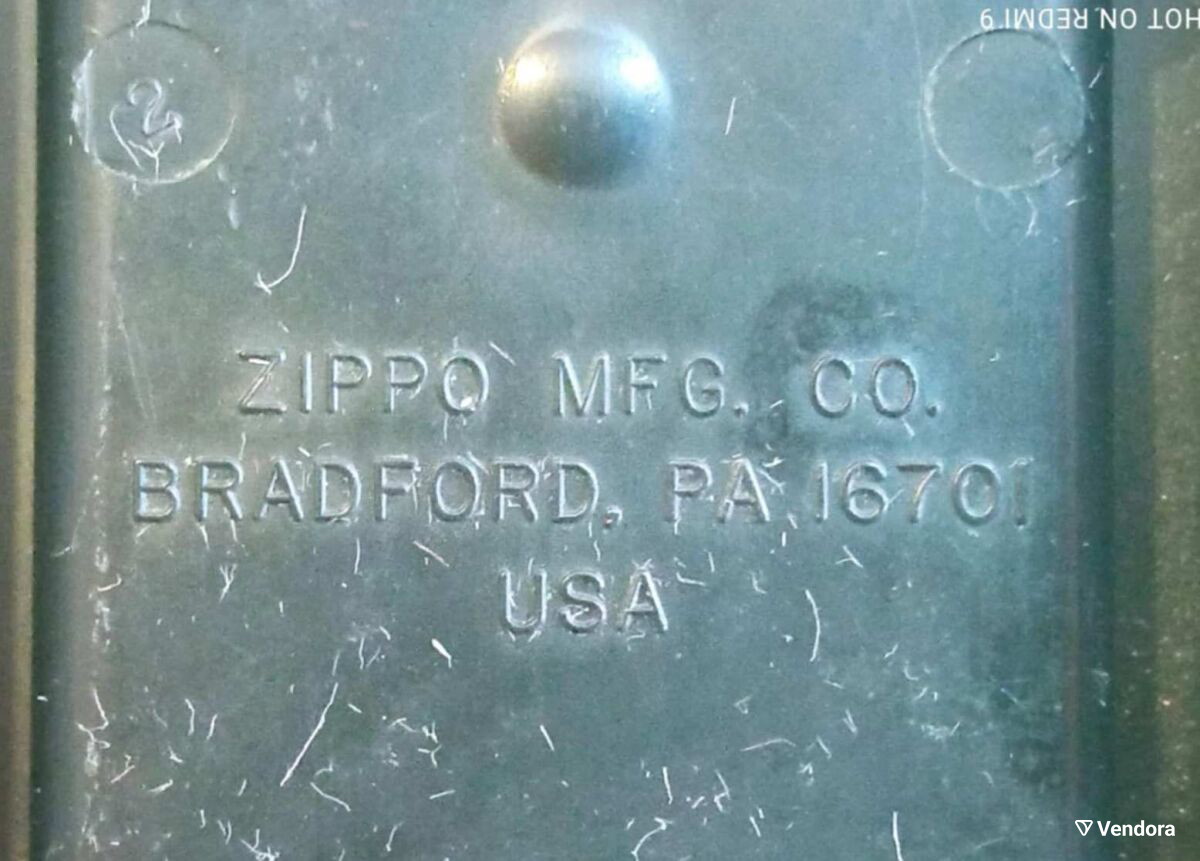 HOT ON REDMI 9
2
ZIPPO MFG. CO.
BRADFORD, PA 16701
USA
Vendora